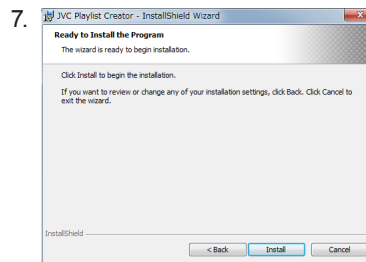 7.
JVC Playlist Creator - InstallShield Wizard
Ready to Install the Program
The wizard is ready to begin installation.
Click Install to begin the installation.
If you want to review or change any of your installation settings, click Back. Click Cancel to
exit the wizard.
InstallShield
< Back Install Cancel